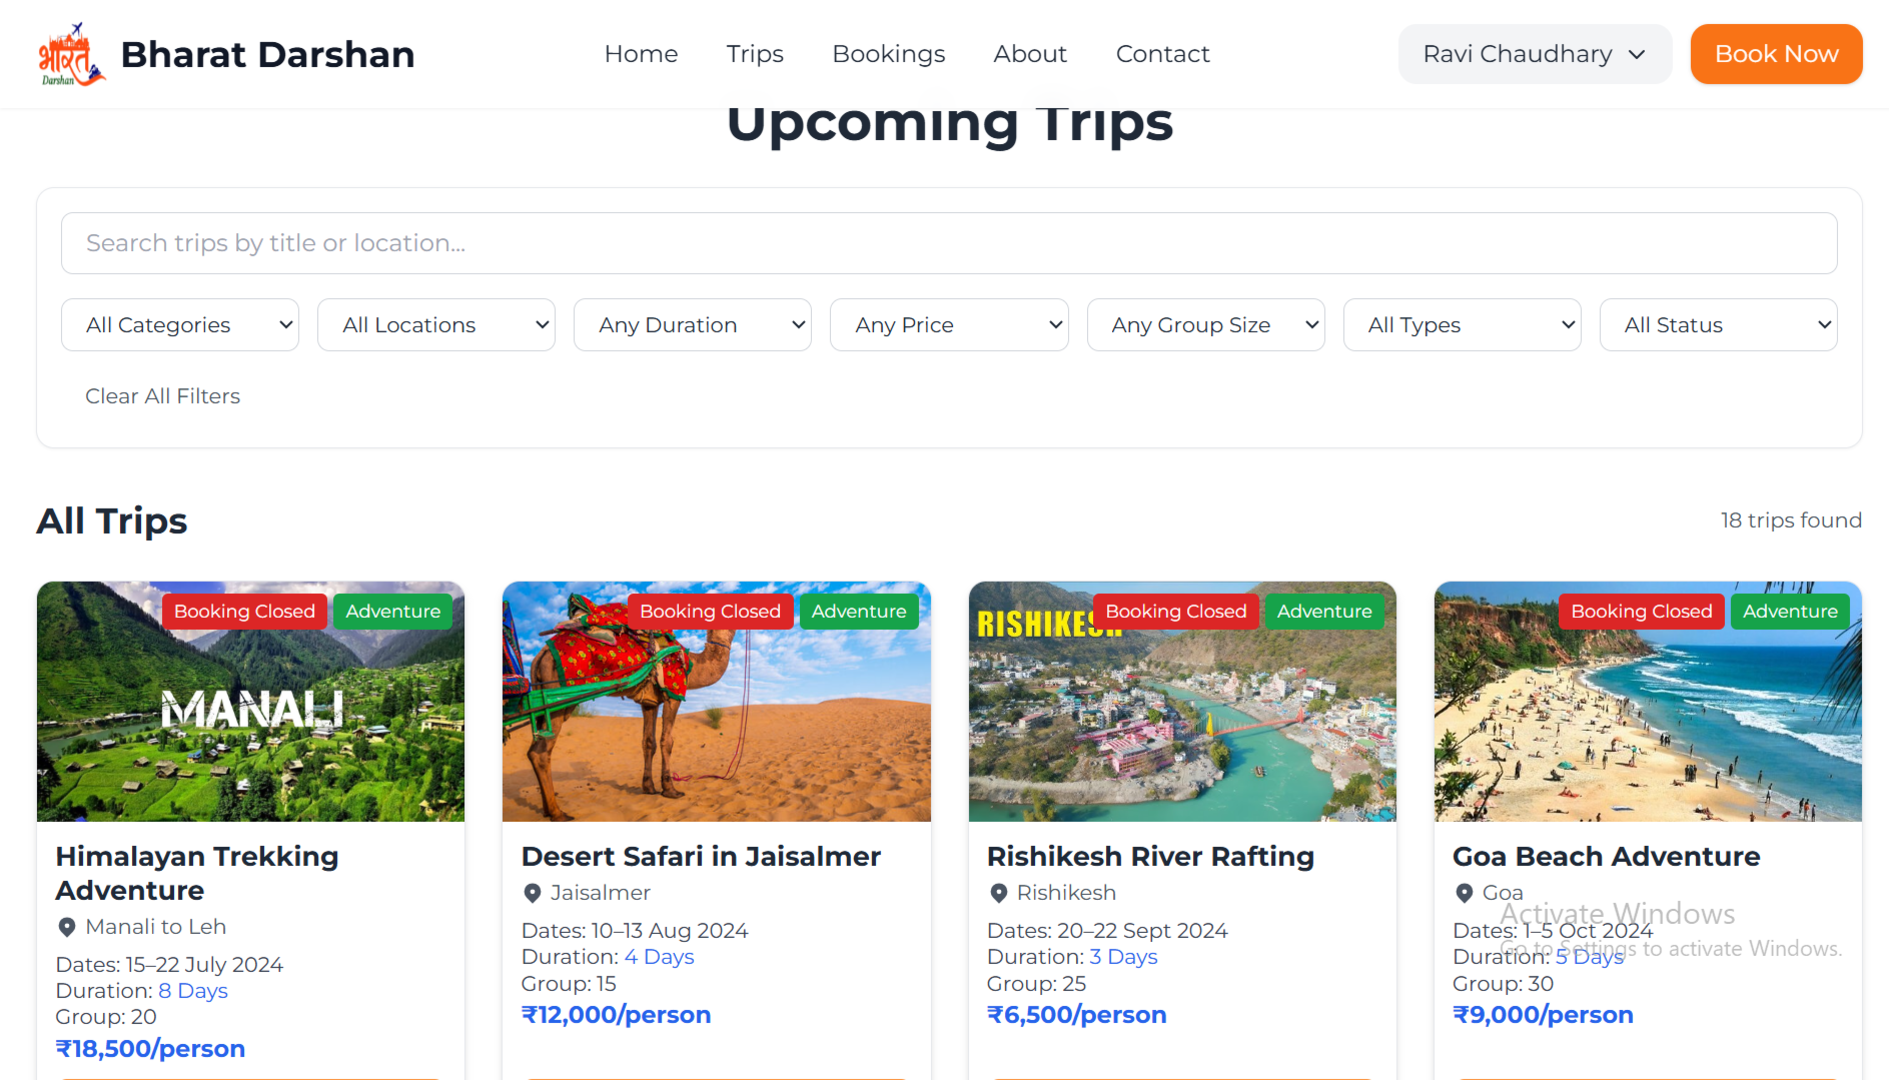 भारत
Darshan
Bharat Darshan
Home
Trips
Bookings
About
Contact
Ravi Chaudhary
Book Now
Upcoming Trips
Search trips by title or location...
All Categories
All Locations
Any Duration
Any Price
Any Group Size
All Types
All Status
Clear All Filters
All Trips
18 trips found
Booking Closed
Adventure
MANALI
Himalayan Trekking
Adventure
Manali to Leh
Dates: 15–22 July 2024
Duration: 8 Days
Group: 20
₹18,500/person
Booking Closed
Adventure
Desert Safari in Jaisalmer
Jaisalmer
Dates: 10–13 Aug 2024
Duration: 4 Days
Group: 15
₹12,000/person
RISHIKESH
Booking Closed
Adventure
Rishikesh River Rafting
Rishikesh
Dates: 20–22 Sept 2024
Duration: 3 Days
Group: 25
₹6,500/person
Booking Closed
Adventure
Goa Beach Adventure
Goa
Dates: 1–5 Oct 2024
Duration: 5 Days
Group: 30
₹9,000/person
Activate Windows
Go to Settings to activate Windows.